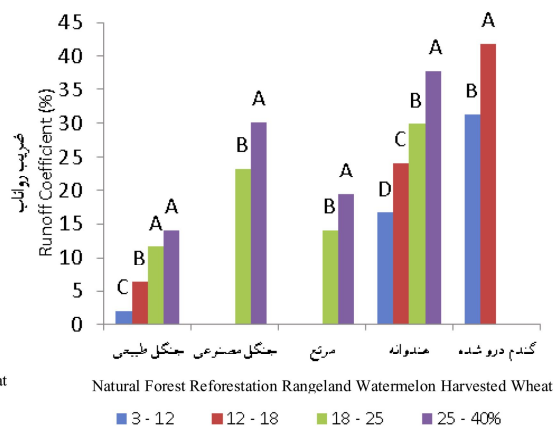 45
40
35
30
25
20
15
10
5
0
ضریب رواناب
Runoff Coefficient (%)
C B A A
B A
B A
D C B A
B A
جنگل طبیعی جنگل مصنوعی مرتع هندوانه گندم درو شده
at
Natural Forest Reforestation Rangeland Watermelon Harvested Wheat
3 - 12 12 - 18 18 - 25 25 - 40%